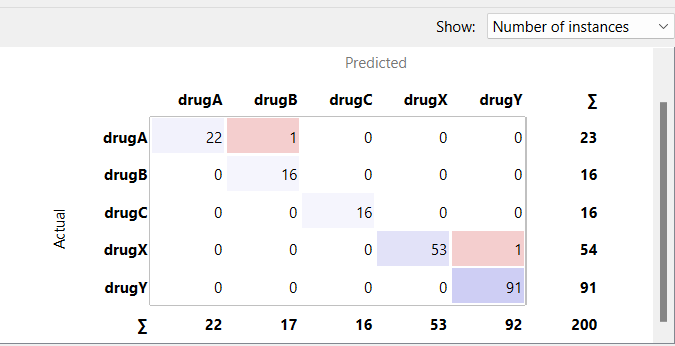 Show: Number of instances
Predicted
drugA drugB drugC drugX drugY ∑
drugA 22 1 0 0 0 23
drugB 0 16 0 0 0 16
drugC 0 0 16 0 0 16
Actual
drugX 0 0 0 53 1 54
drugY 0 0 0 0 91 91
∑ 22 17 16 53 92 200